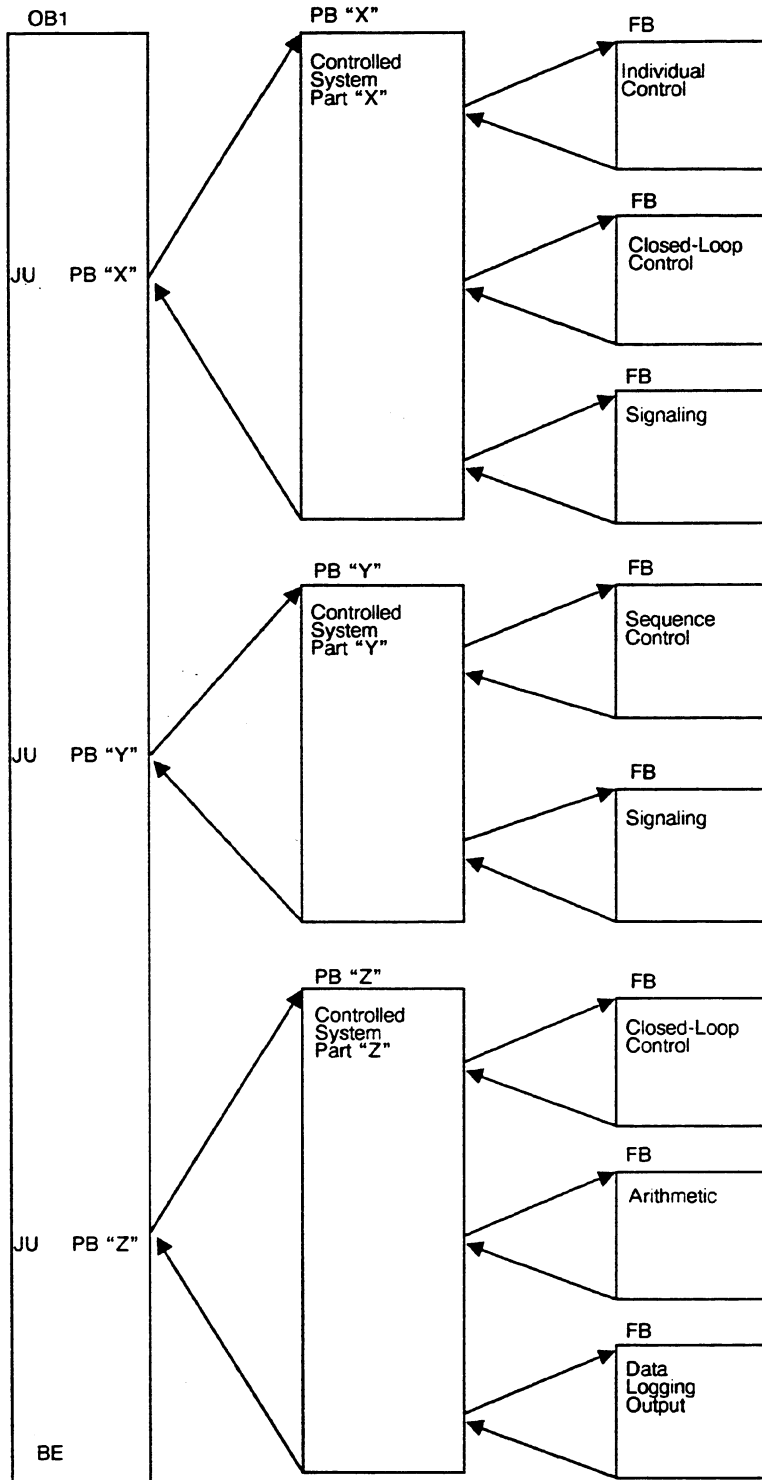 OB1
PB “X”
Controlled
System
Part “X”
FB
Individual
Control
FB
Closed-Loop
Control
JU PB “X”
FB
Signaling
PB “Y”
Controlled
System
Part “Y”
FB
Sequence
Control
JU PB “Y”
FB
Signaling
PB “Z”
Controlled
System
Part “Z”
FB
Closed-Loop
Control
FB
Arithmetic
JU PB “Z”
FB
Data
Logging
Output
BE